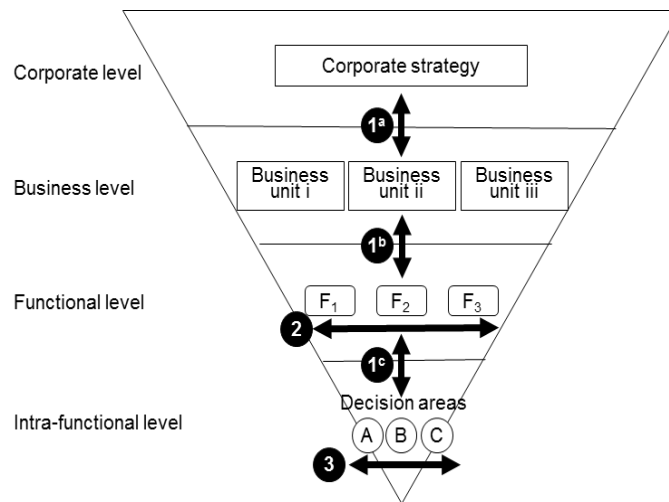 Corporate level
Corporate strategy
1ᵃ
Business level
Business
unit i
Business
unit ii
Business
unit iii
1ᵇ
Functional level
F₁
F₂
F₃
2
1ᶜ
Intra-functional level
Decision areas
A
B
C
3